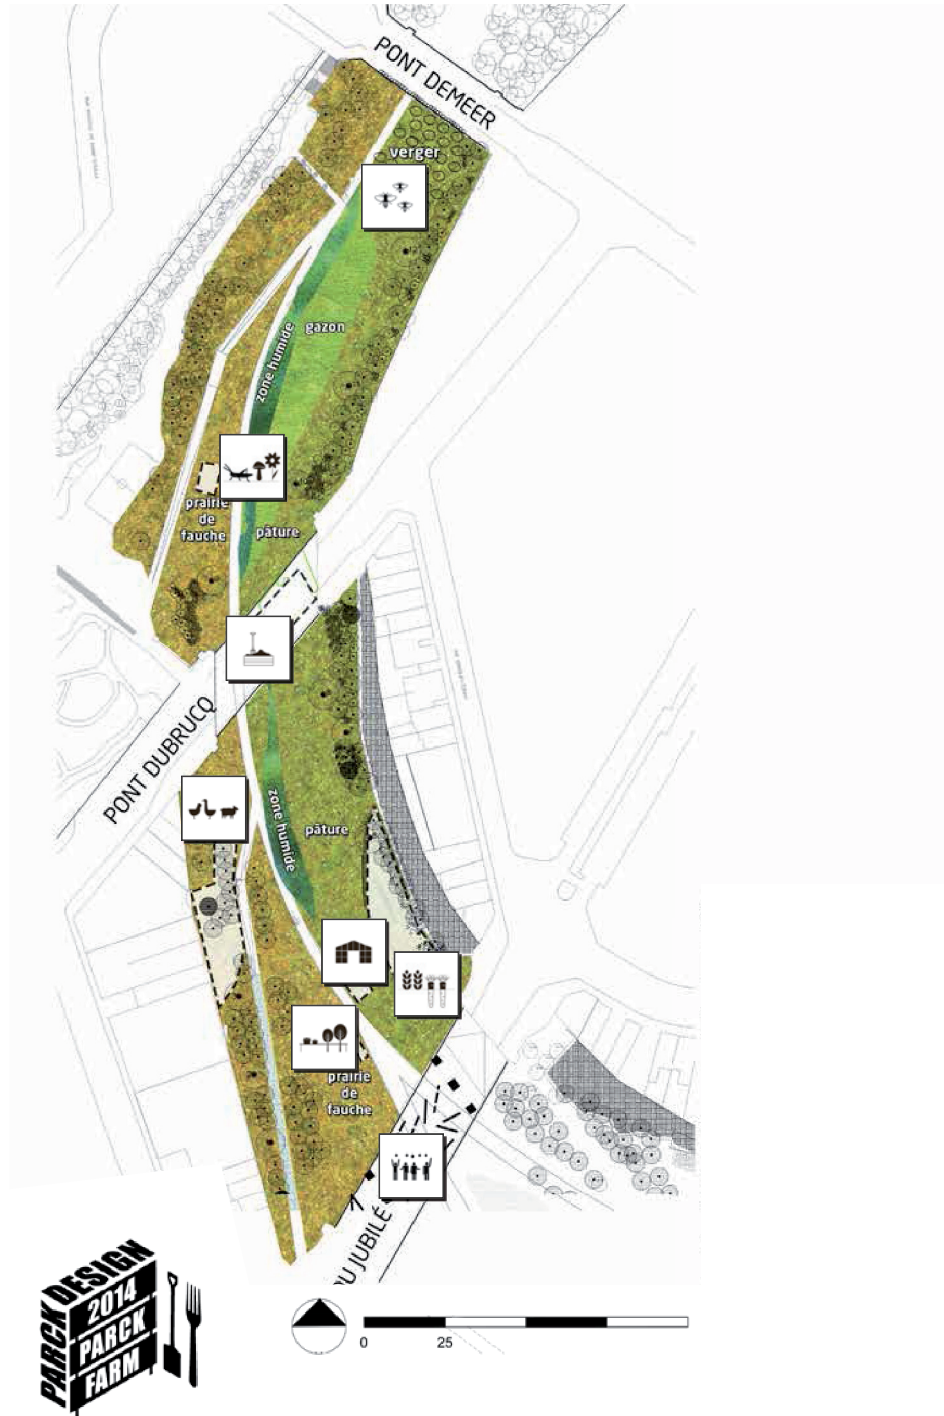 PONT DEMEER
verger
gazon
zone humide
prairie
de
fauche
pâture
PONT DUBRUCQ
zone humide
pâture
prairie
de
fauche
DU JUBILÉ
PARCK DESIGN
2014
PARCK
FARM
0
25